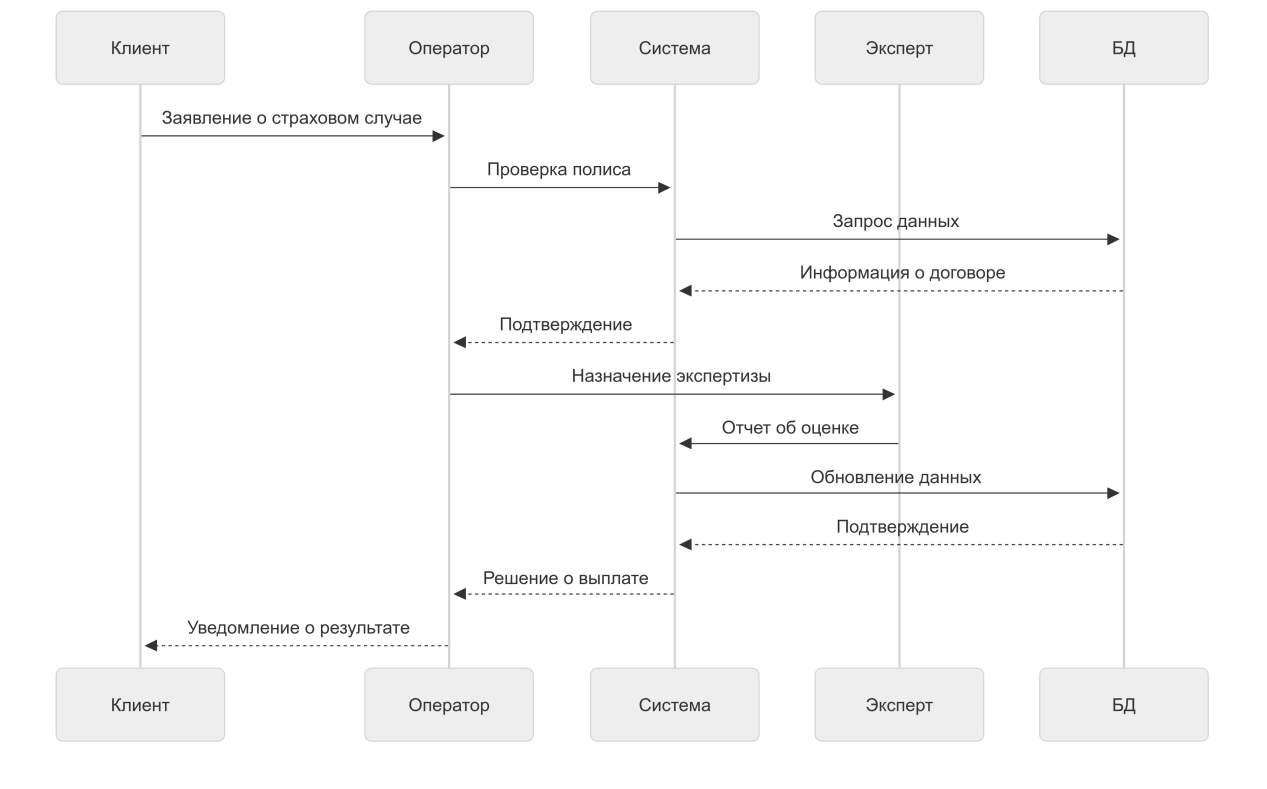 Клиент
Оператор
Система
Эксперт
БД
Заявление о страховом случае
Проверка полиса
Запрос данных
Информация о договоре
Подтверждение
Назначение экспертизы
Отчет об оценке
Обновление данных
Подтверждение
Решение о выплате
Уведомление о результате
Клиент
Оператор
Система
Эксперт
БД